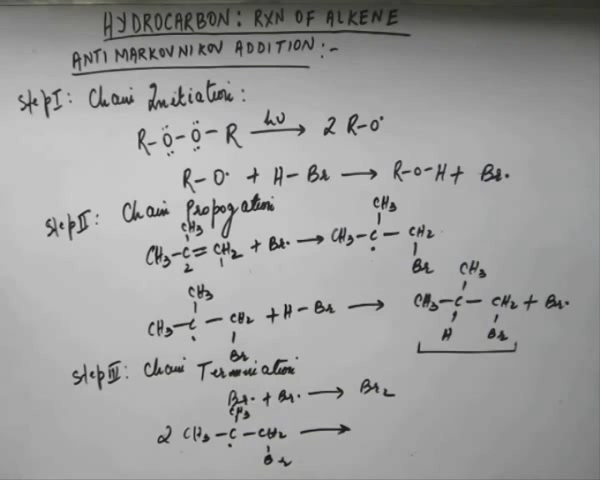 HYDROCARBON: RXN OF ALKENE
ANTI MARKOVNIKOV ADDITION:-
Step I: Chain Initiation:
R-Ö-Ö-R hν → 2 R-O·
R-O· + H-Br → R-O-H + Br·
Step II: Chain Propogation
CH3 CH3
CH3-C=CH2 + Br· → CH3-C-CH2
2 · Br
CH3 CH3
CH3-C-CH2 + H-Br → CH3-C-CH2 + Br·
· Br H Br
Step III: Chain Termination
Br· + Br· → Br2
CH3
2 CH3-C-CH2 →
· Br